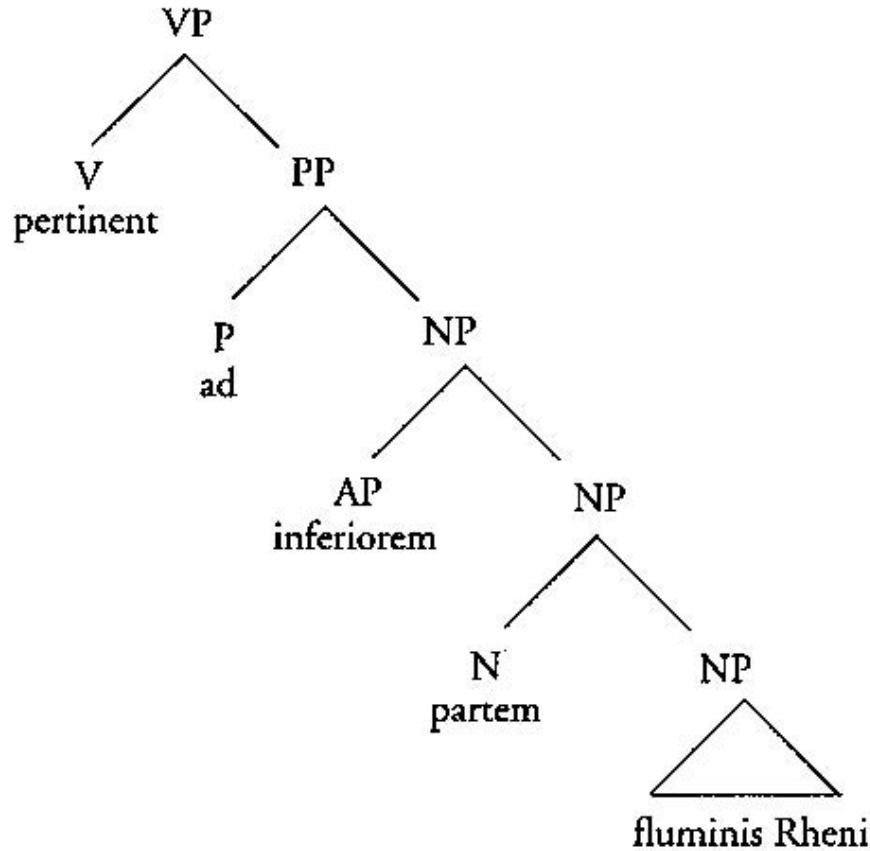 VP
V
PP
pertinent
P
NP
ad
AP
NP
inferiorem
N
NP
partem
fluminis Rheni